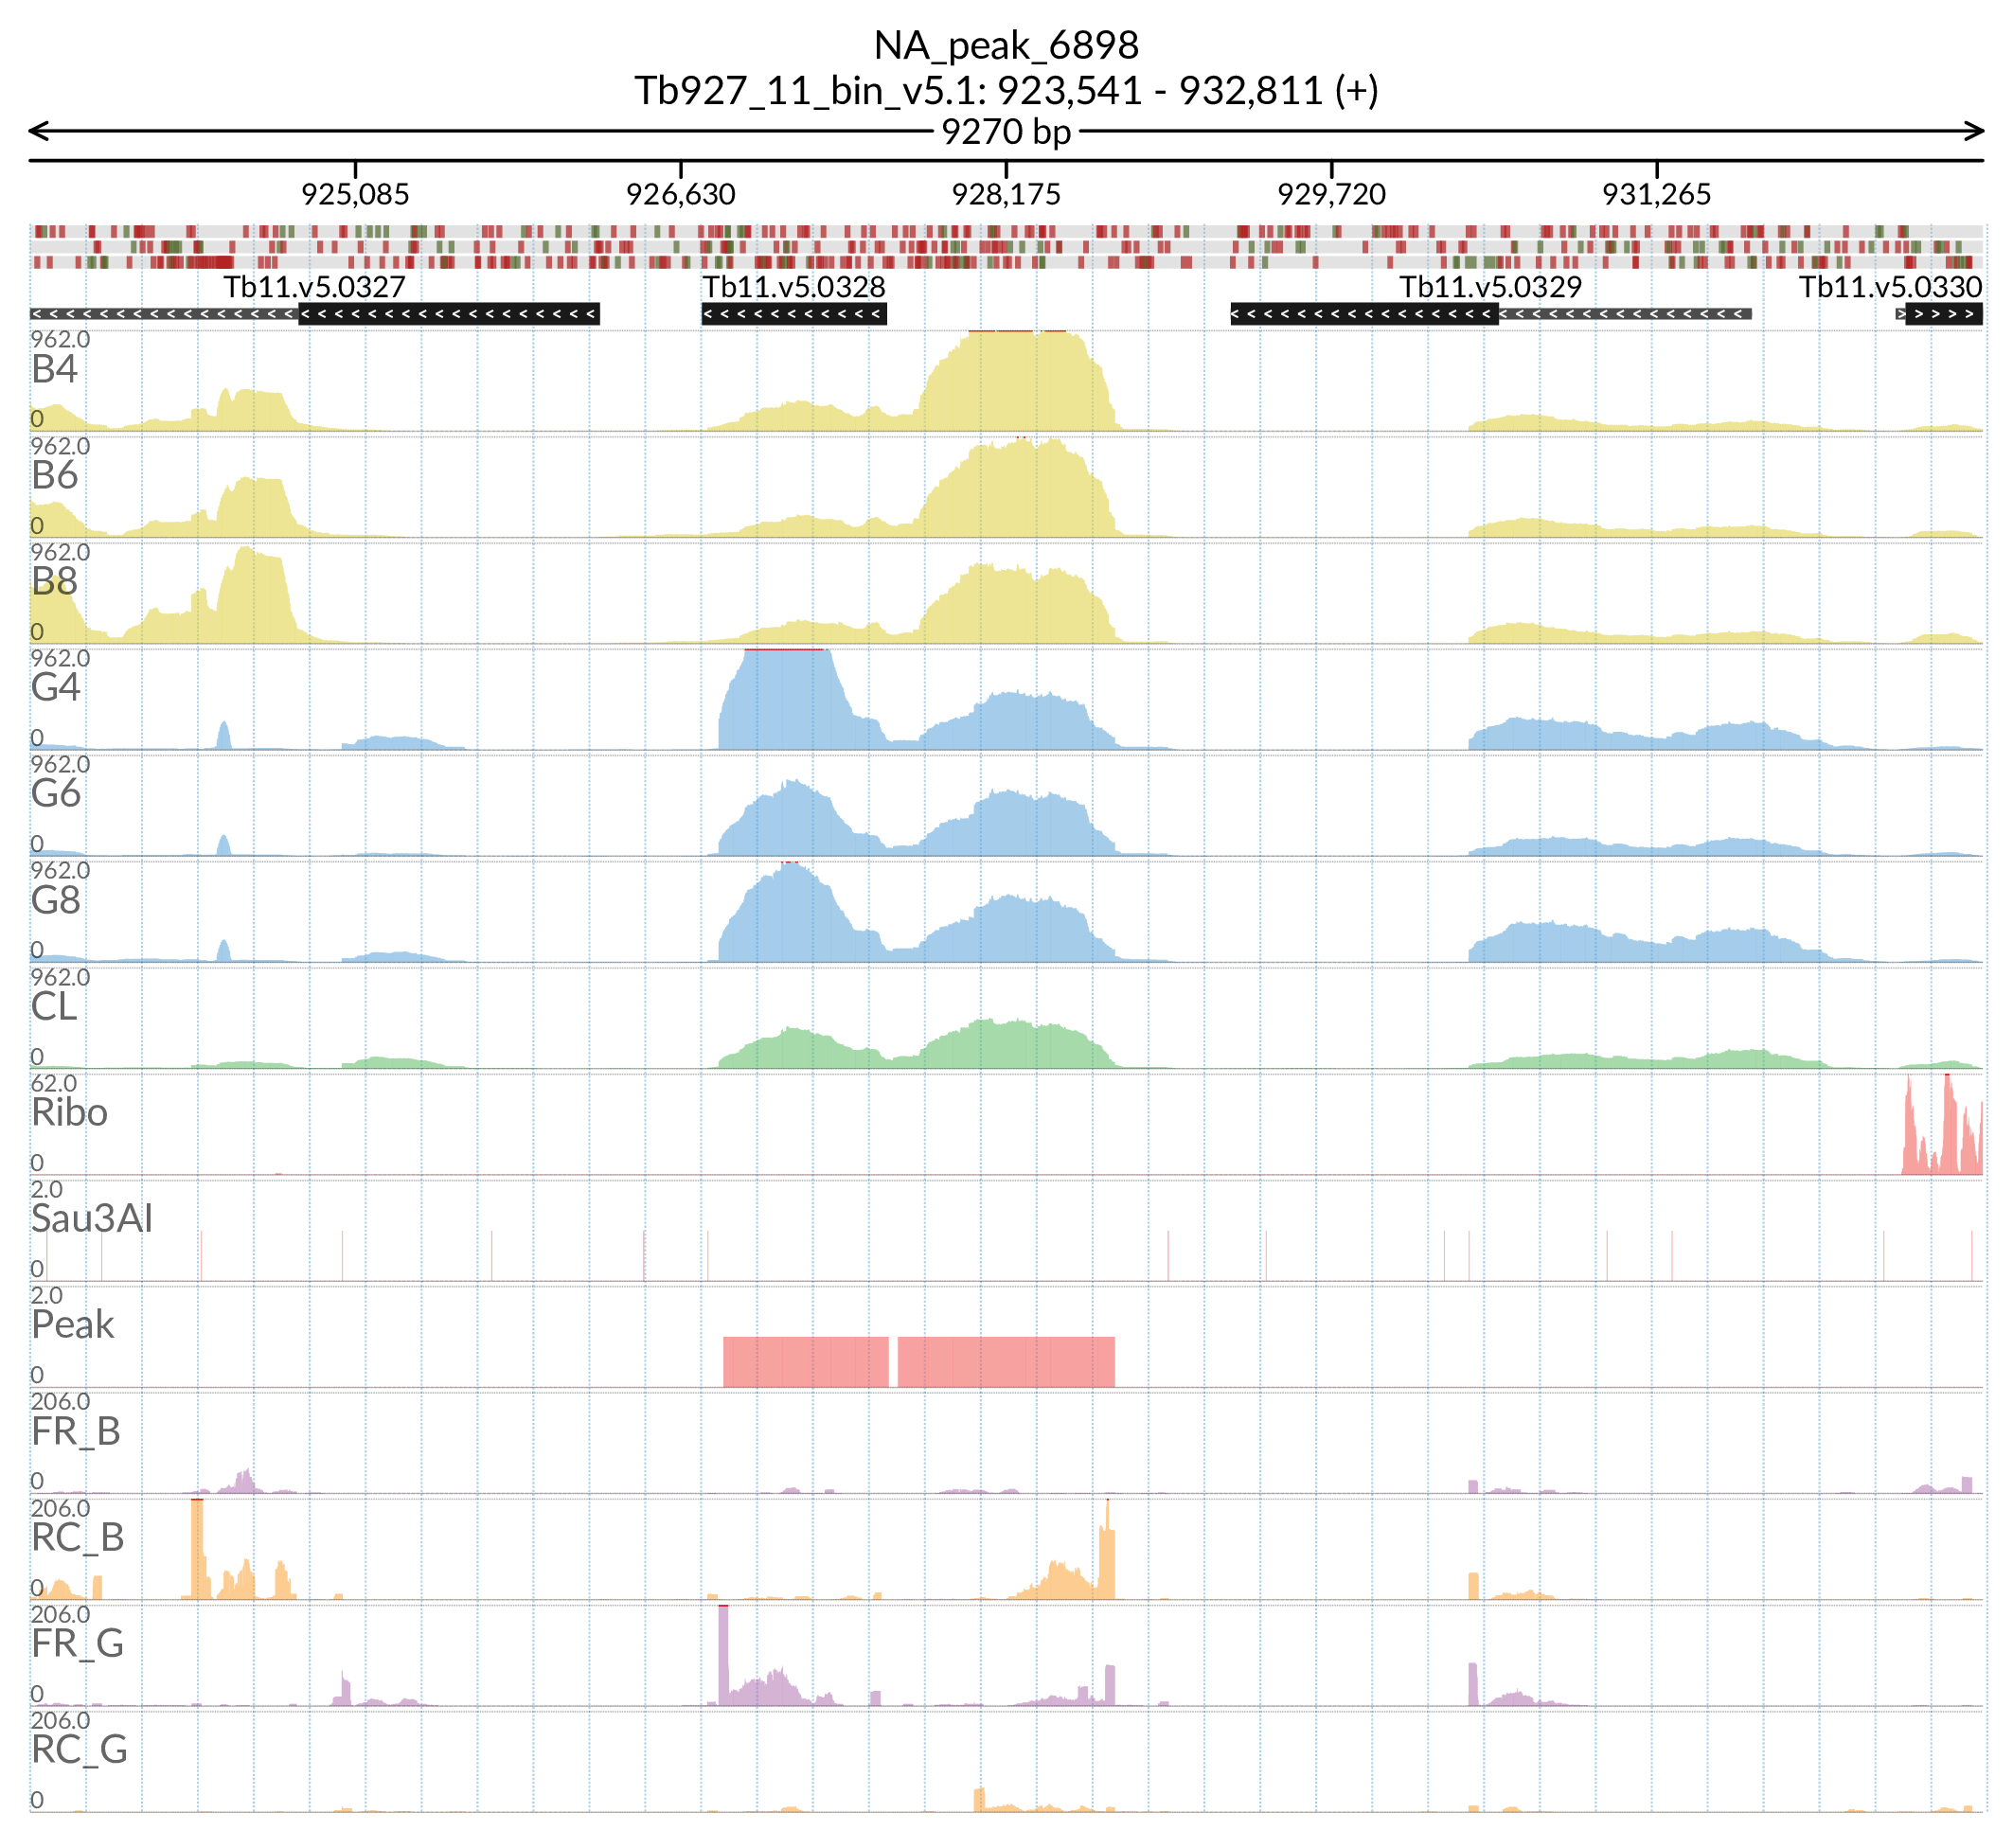 NA_peak_6898
Tb927_11_bin_v5.1: 923,541 - 932,811 (+)
9270 bp
925,085 926,630 928,175 929,720 931,265
Tb11.v5.0327 Tb11.v5.0328 Tb11.v5.0329 Tb11.v5.0330
962.0
B4
0
962.0
B6
0
962.0
B8
0
962.0
G4
0
962.0
G6
0
962.0
G8
0
962.0
CL
0
62.0
Ribo
0
2.0
Sau3AI
0
2.0
Peak
0
206.0
FR_B
0
206.0
RC_B
0
206.0
FR_G
0
206.0
RC_G
0